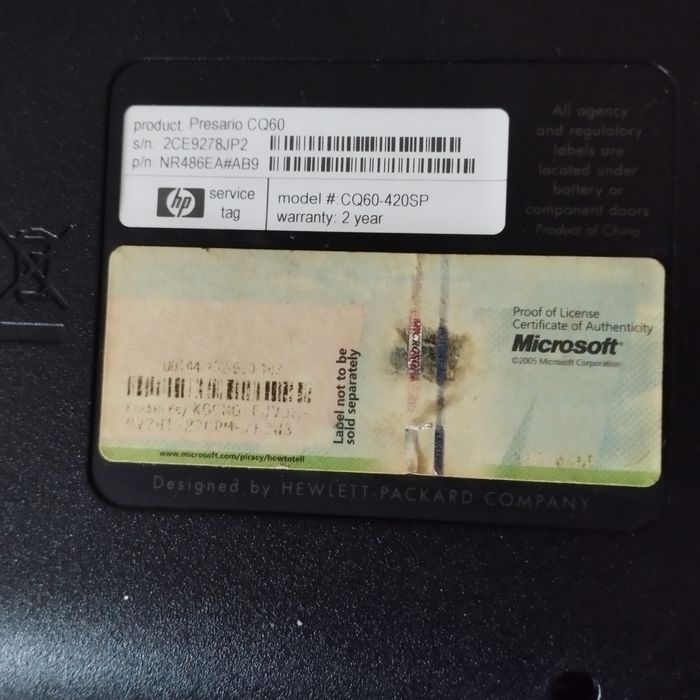 product. Presario CQ60
s/n: 2CE9278JP2
p/n: NR486EA#AB9
hp
service
tag
model #:CQ60-420SP
warranty: 2 year
All agency
and regulatory
labels are
located under
battery or
component doors
Product of China
Label not to be
sold separately
www.microsoft.com/piracy/howtotell
MICROSOFT
Proof of License
Certificate of Authenticity
Microsoft®
©2005 Microsoft Corporation
Designed by HEWLETT-PACKARD COMPANY